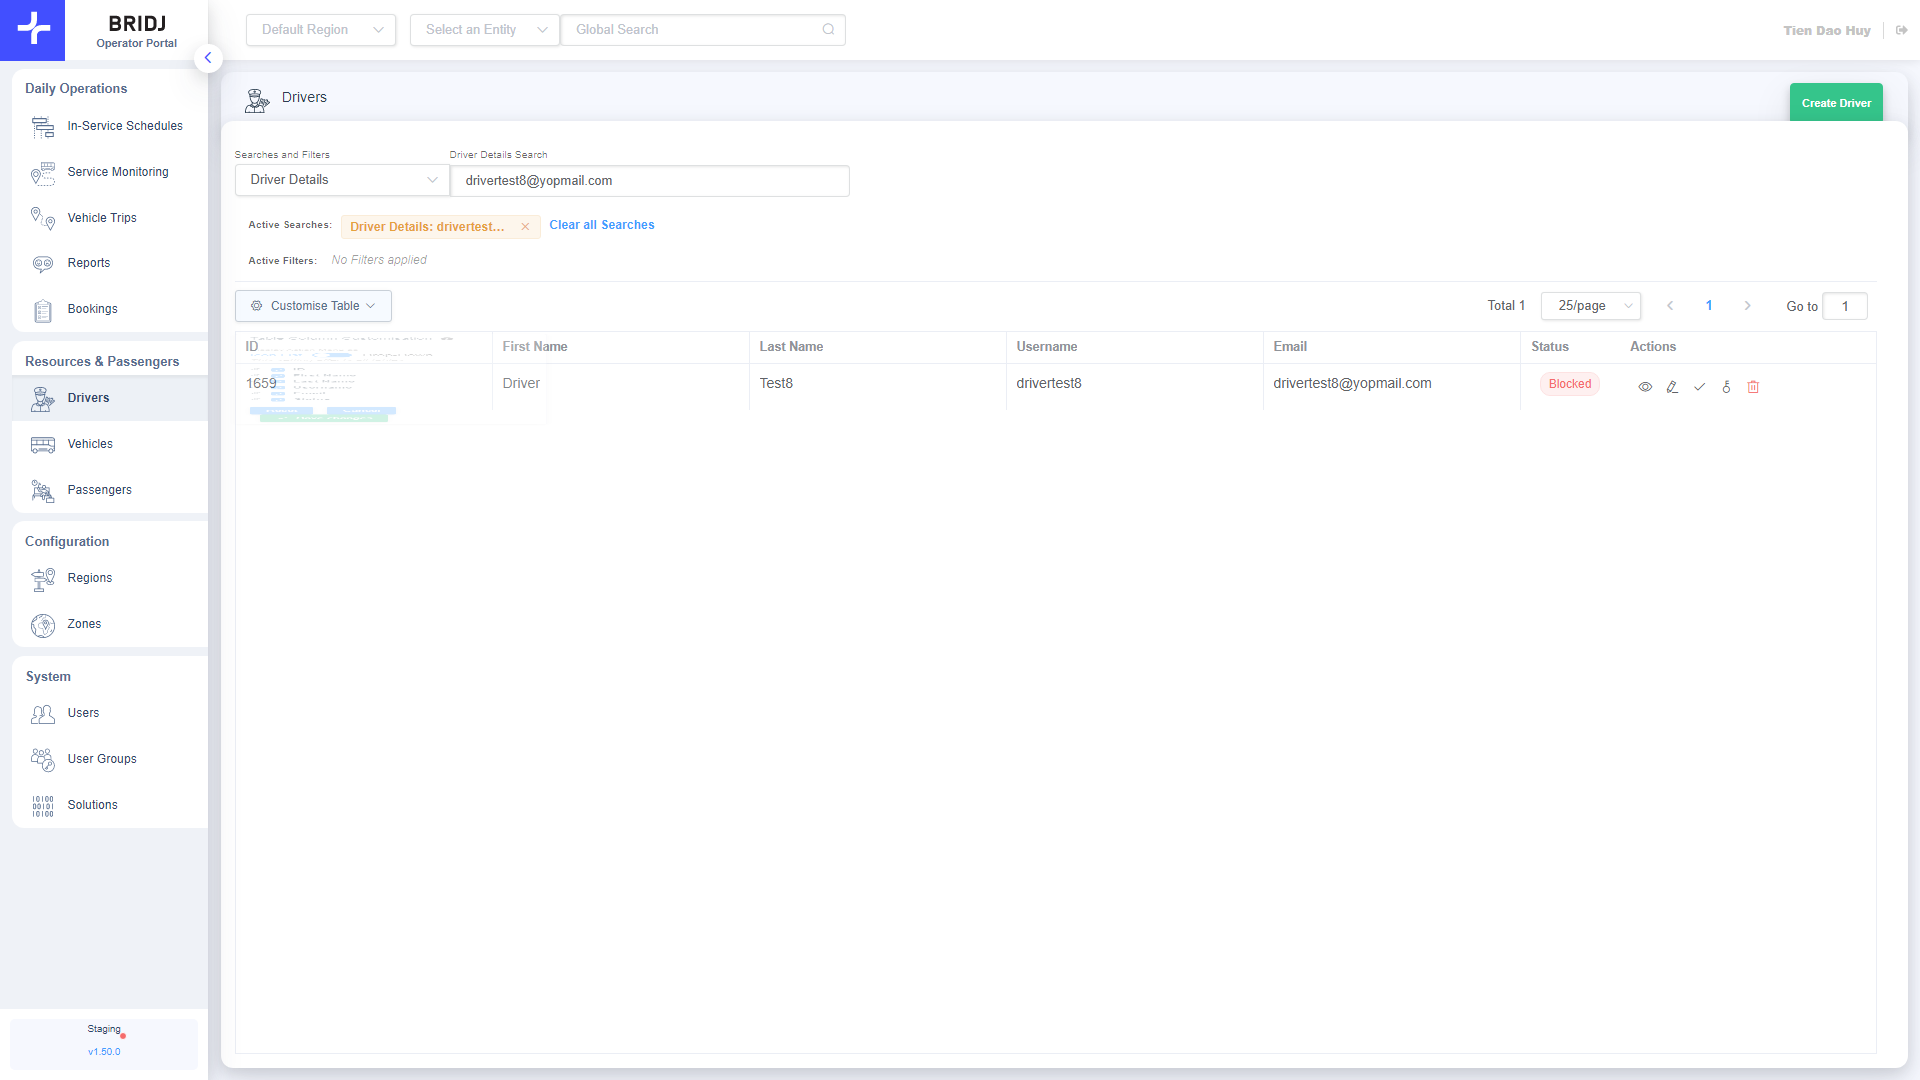 BRIDJ
Operator Portal
Default Region
Select an Entity
Global Search
Tien Dao Huy
Daily Operations
In-Service Schedules
Service Monitoring
Vehicle Trips
Reports
Bookings
Resources & Passengers
Drivers
Vehicles
Passengers
Configuration
Regions
Zones
System
Users
User Groups
Solutions
Staging
v1.50.0
Drivers
Create Driver
Searches and Filters
Driver Details Search
Driver Details
drivertest8@yopmail.com
Active Searches:
Driver Details: drivertest...
Clear all Searches
Active Filters:
No Filters applied
Customise Table
Total 1
25/page
1
Go to
1
ID
First Name
Last Name
Username
Email
Status
Actions
1659
Driver
Test8
drivertest8
drivertest8@yopmail.com
Blocked